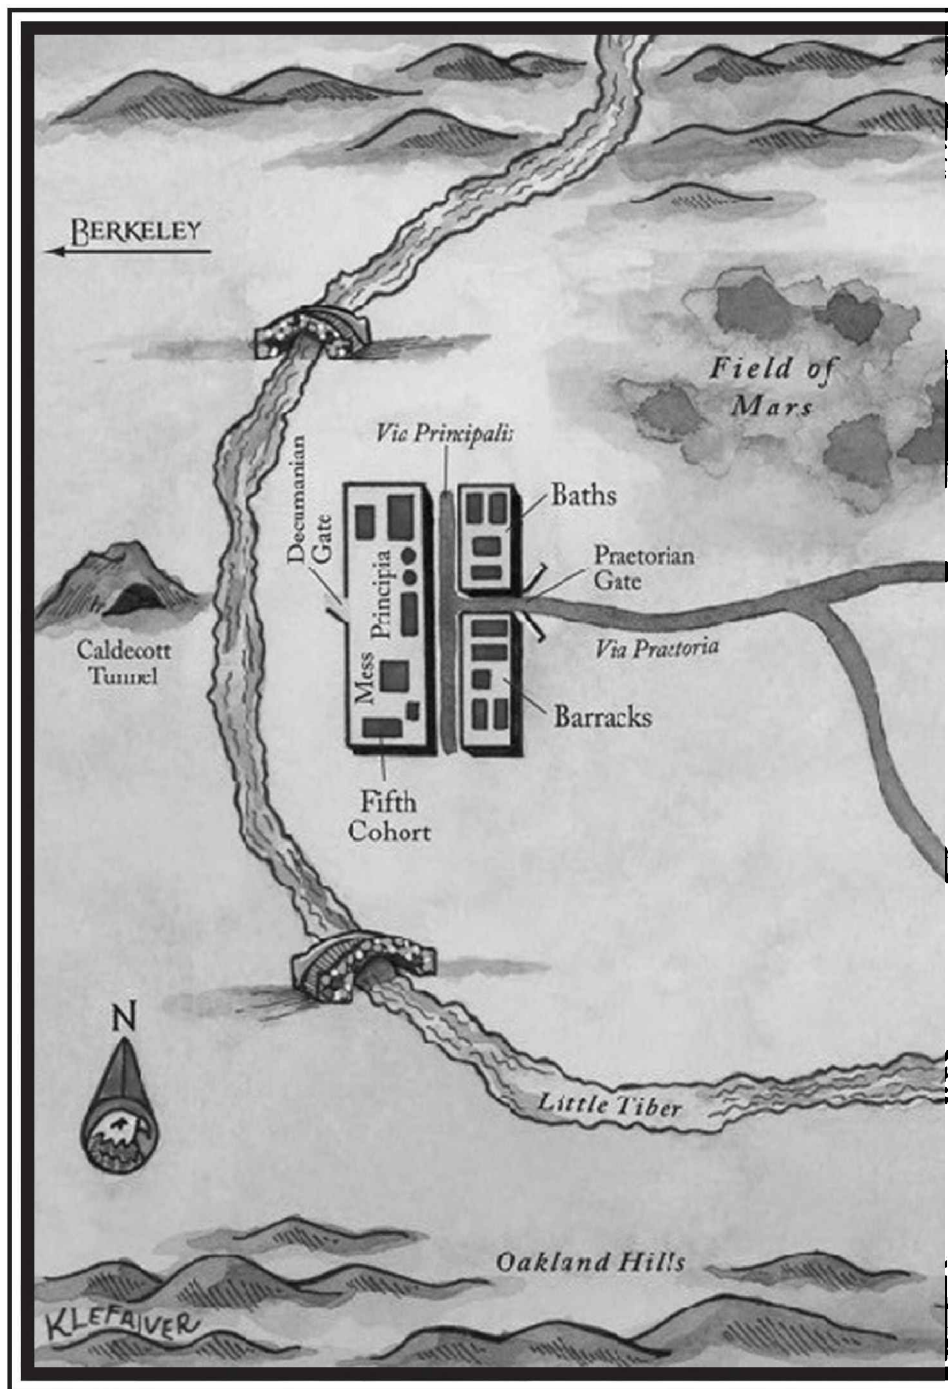 BERKELEY
Field of
Mars
Via Principalis
Decumanian
Gate
Baths
Principia
Praetorian
Gate
Via Praetoria
Caldecott
Tunnel
Mess
Barracks
Fifth
Cohort
N
Little Tiber
Oakland Hills
KLEFAIVER